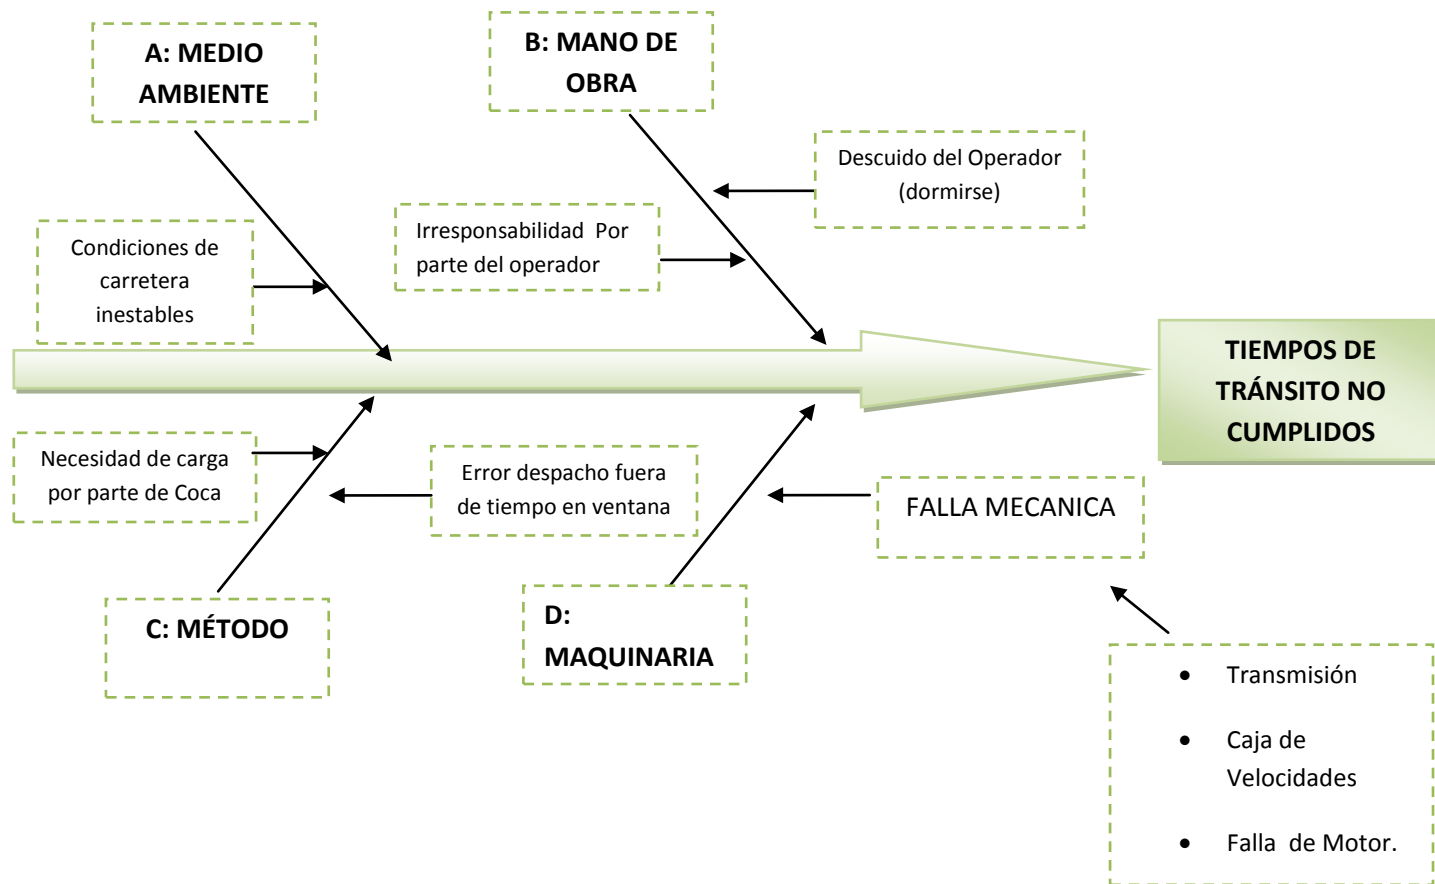 A: MEDIO
AMBIENTE
B: MANO DE
OBRA
Descuido del Operador
(dormirse)
Irresponsabilidad Por
parte del operador
Condiciones de
carretera
inestables
TIEMPOS DE
TRÁNSITO NO
CUMPLIDOS
Necesidad de carga
por parte de Coca
Error despacho fuera
de tiempo en ventana
FALLA MECANICA
C: MÉTODO
D:
MAQUINARIA
• Transmisión
• Caja de
Velocidades
• Falla de Motor.